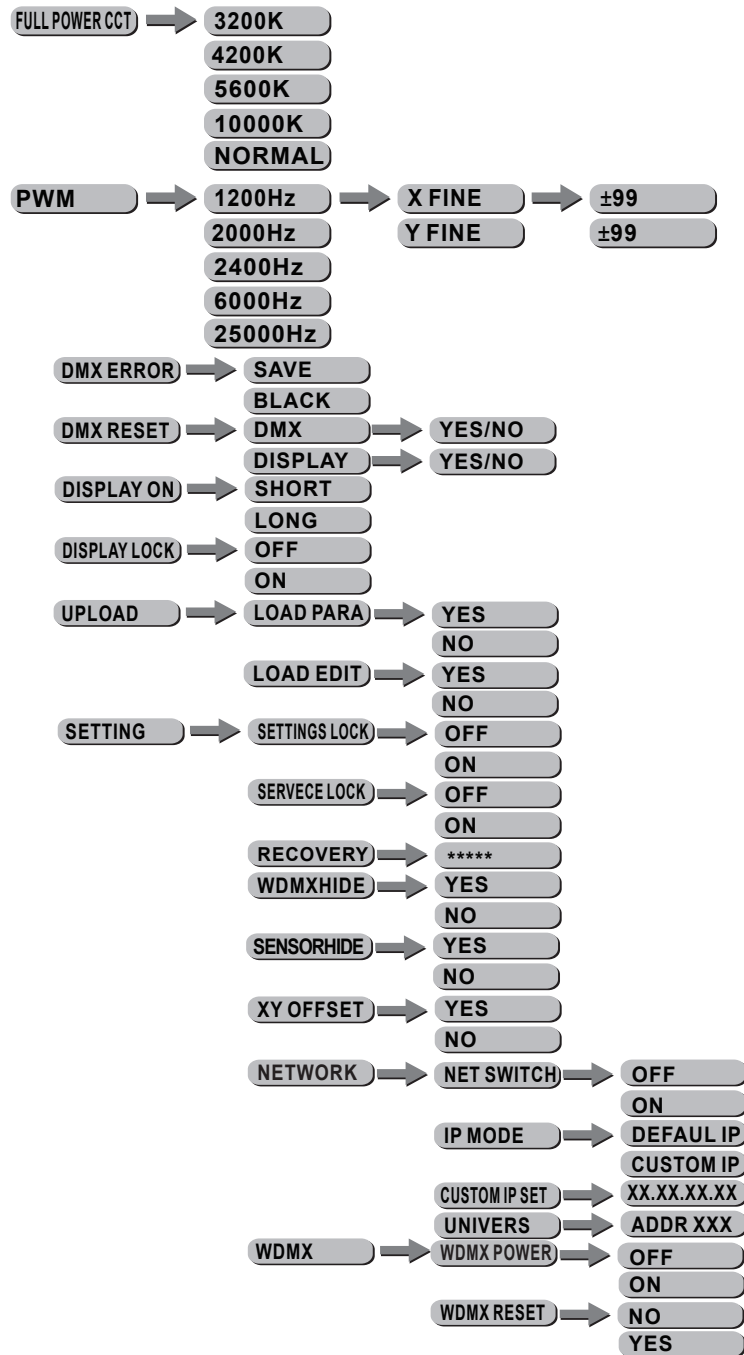 FULL POWER CCT 3200K
4200K
5600K
10000K
NORMAL
PWM 1200Hz X FINE ±99
2000Hz Y FINE ±99
2400Hz
6000Hz
25000Hz
DMX ERROR SAVE
BLACK
DMX RESET DMX YES/NO
DISPLAY YES/NO
DISPLAY ON SHORT
LONG
DISPLAY LOCK OFF
ON
UPLOAD LOAD PARA YES
NO
LOAD EDIT YES
NO
SETTING SETTINGS LOCK OFF
ON
SERVECE LOCK OFF
ON
RECOVERY *****
WDMXHIDE YES
NO
SENSORHIDE YES
NO
XY OFFSET YES
NO
NETWORK NET SWITCH OFF
ON
IP MODE DEFAUL IP
CUSTOM IP
CUSTOM IP SET XX.XX.XX.XX
UNIVERS ADDR XXX
WDMX WDMX POWER OFF
ON
WDMX RESET NO
YES